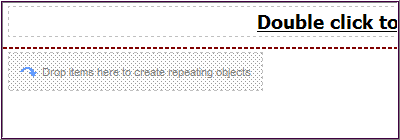 Double click to
Drop items here to create repeating objects